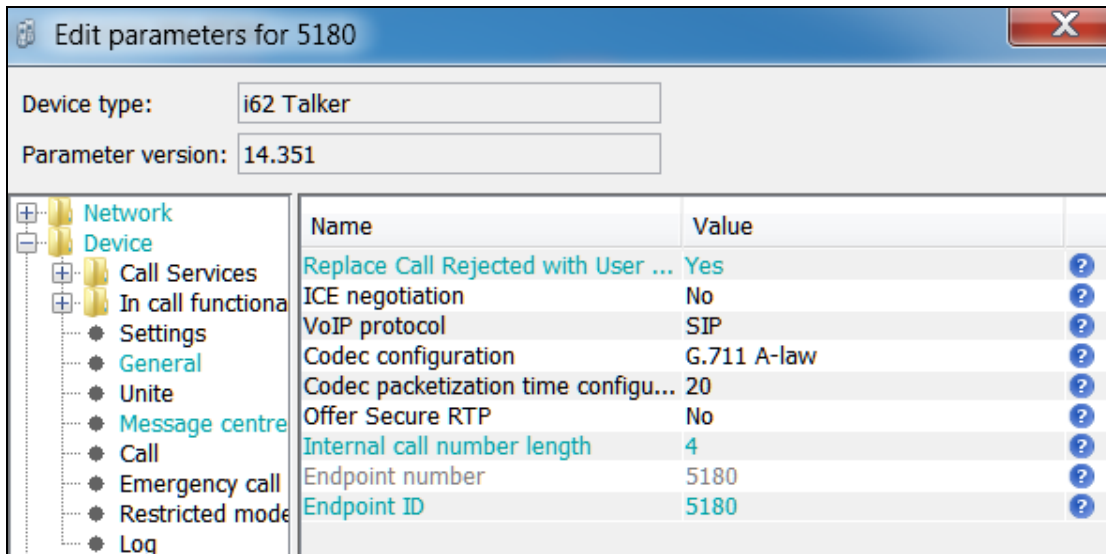 Edit parameters for 5180
X
Device type: i62 Talker
Parameter version: 14.351
Network
Device
Call Services
In call functiona
Settings
General
Unite
Message centre
Call
Emergency call
Restricted mode
Log
Name Value
Replace Call Rejected with User ... Yes ?
ICE negotiation No ?
VoIP protocol SIP ?
Codec configuration G.711 A-law ?
Codec packetization time configu... 20 ?
Offer Secure RTP No ?
Internal call number length 4 ?
Endpoint number 5180 ?
Endpoint ID 5180 ?